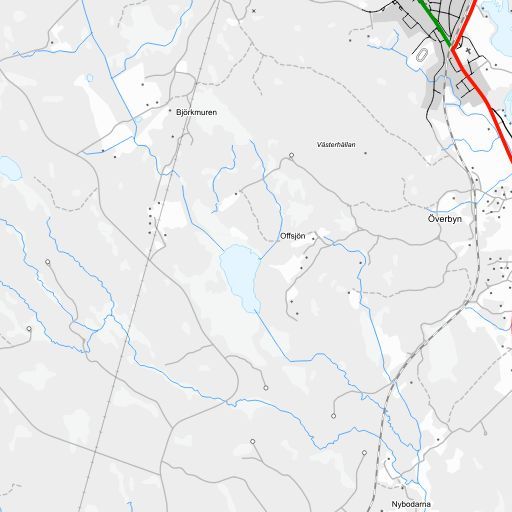 Björkmuren
Västerhällan
Överbyn
Offsjön
Nybodarna